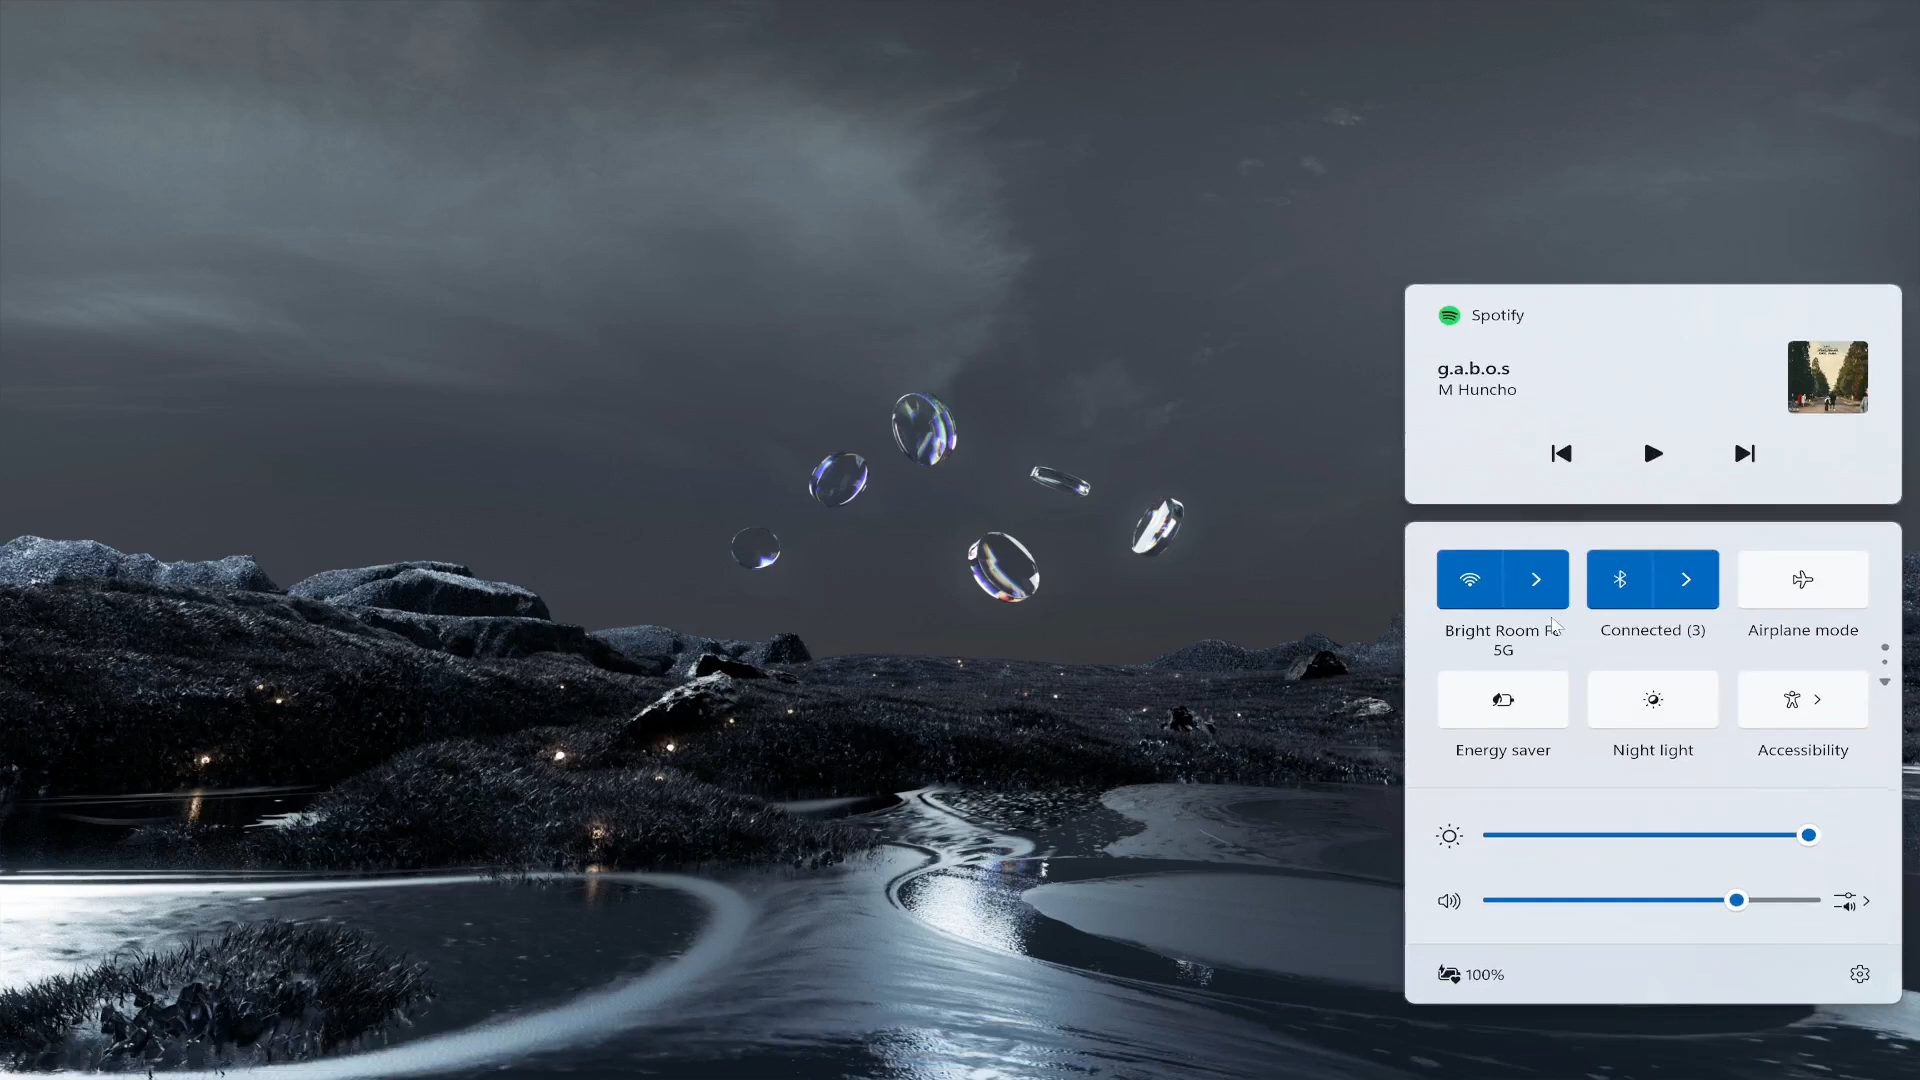 Spotify
g.a.b.o.s
M Huncho
Bright Room
5G
Connected (3)
Airplane mode
Energy saver
Night light
Accessibility
100%